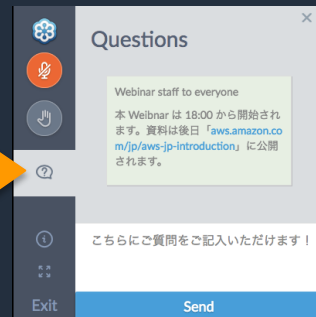 Questions
Webinar staff to everyone
本 Weibnar は 18:00 から開始され
ます。資料は後日「aws.amazon.co
m/jp/aws-jp-introduction」に公開
されます。
こちらにご質問をご記入いただけます！
Exit
Send